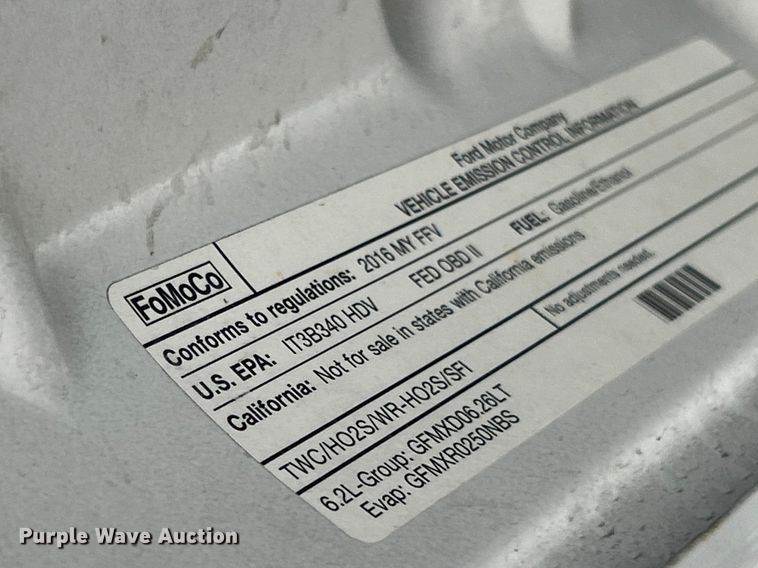 Ford Motor Company
VEHICLE EMISSION CONTROL INFORMATION
FoMoCo
Conforms to regulations: 2016 MY FFV
U.S. EPA: IT3B340 HDV FED OBD II FUEL: Gasoline/Ethanol
California: Not for sale in states with California emissions
No adjustments needed.
TWC/HO2S/WR-HO2S/SFI
6.2L-Group: GFMXD06.26LT
Evap: GFMXR0250NBS
Purple Wave Auction